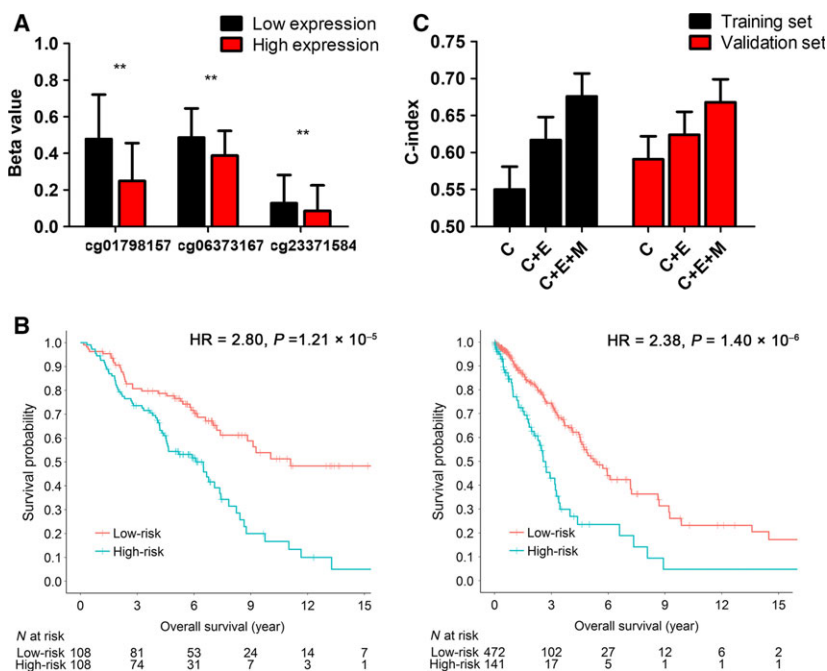 A
Low expression
High expression
Beta value
1.0
0.8
0.6
0.4
0.2
0.0
**
**
**
cg01798157
cg06373167
cg23371584
C
Training set
Validation set
C-index
0.75
0.70
0.65
0.60
0.55
0.50
C
C+E
C+E+M
C
C+E
C+E+M
B
HR = 2.80, P =1.21 × 10⁻⁵
Survival probability
1.0
0.9
0.8
0.7
0.6
0.5
0.4
0.3
0.2
0.1
0.0
Low-risk
High-risk
0 3 6 9 12 15
Overall survival (year)
N at risk
Low-risk 108 81 53 24 14 7
High-risk 108 74 31 7 3 1
HR = 2.38, P = 1.40 × 10⁻⁶
Survival probability
1.0
0.9
0.8
0.7
0.6
0.5
0.4
0.3
0.2
0.1
0.0
Low-risk
High-risk
0 3 6 9 12 15
Overall survival (year)
N at risk
Low-risk 472 102 27 12 6 2
High-risk 141 17 5 1 1 1